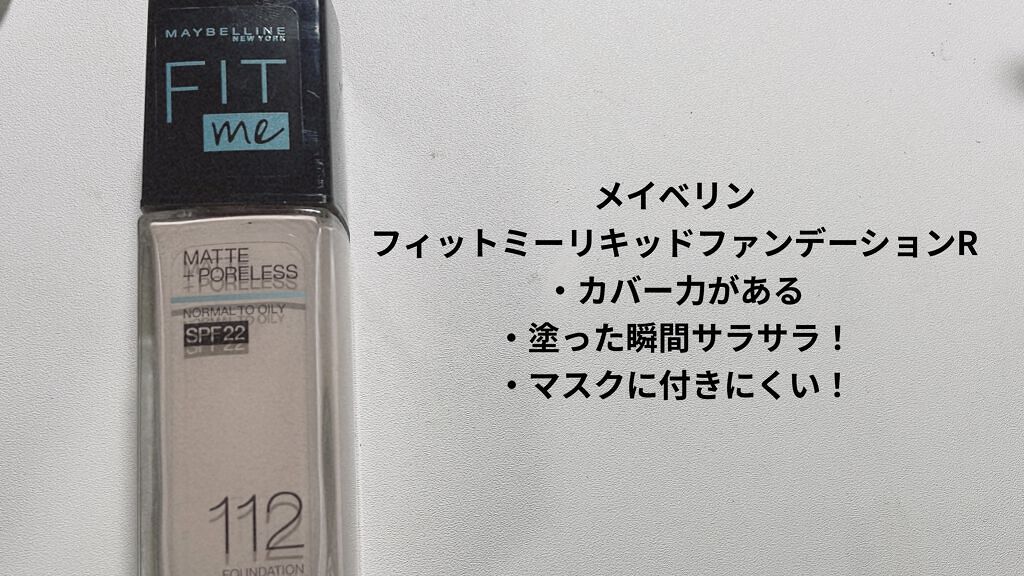 MAYBELLINE
NEW YORK
FIT
me
MATTE
+PORELESS
NORMAL TO OILY
SPF 22
112
FOUNDATION
メイベリン
フィットミーリキッドファンデーションR
・カバー力がある
・塗った瞬間サラサラ！
・マスクに付きにくい！